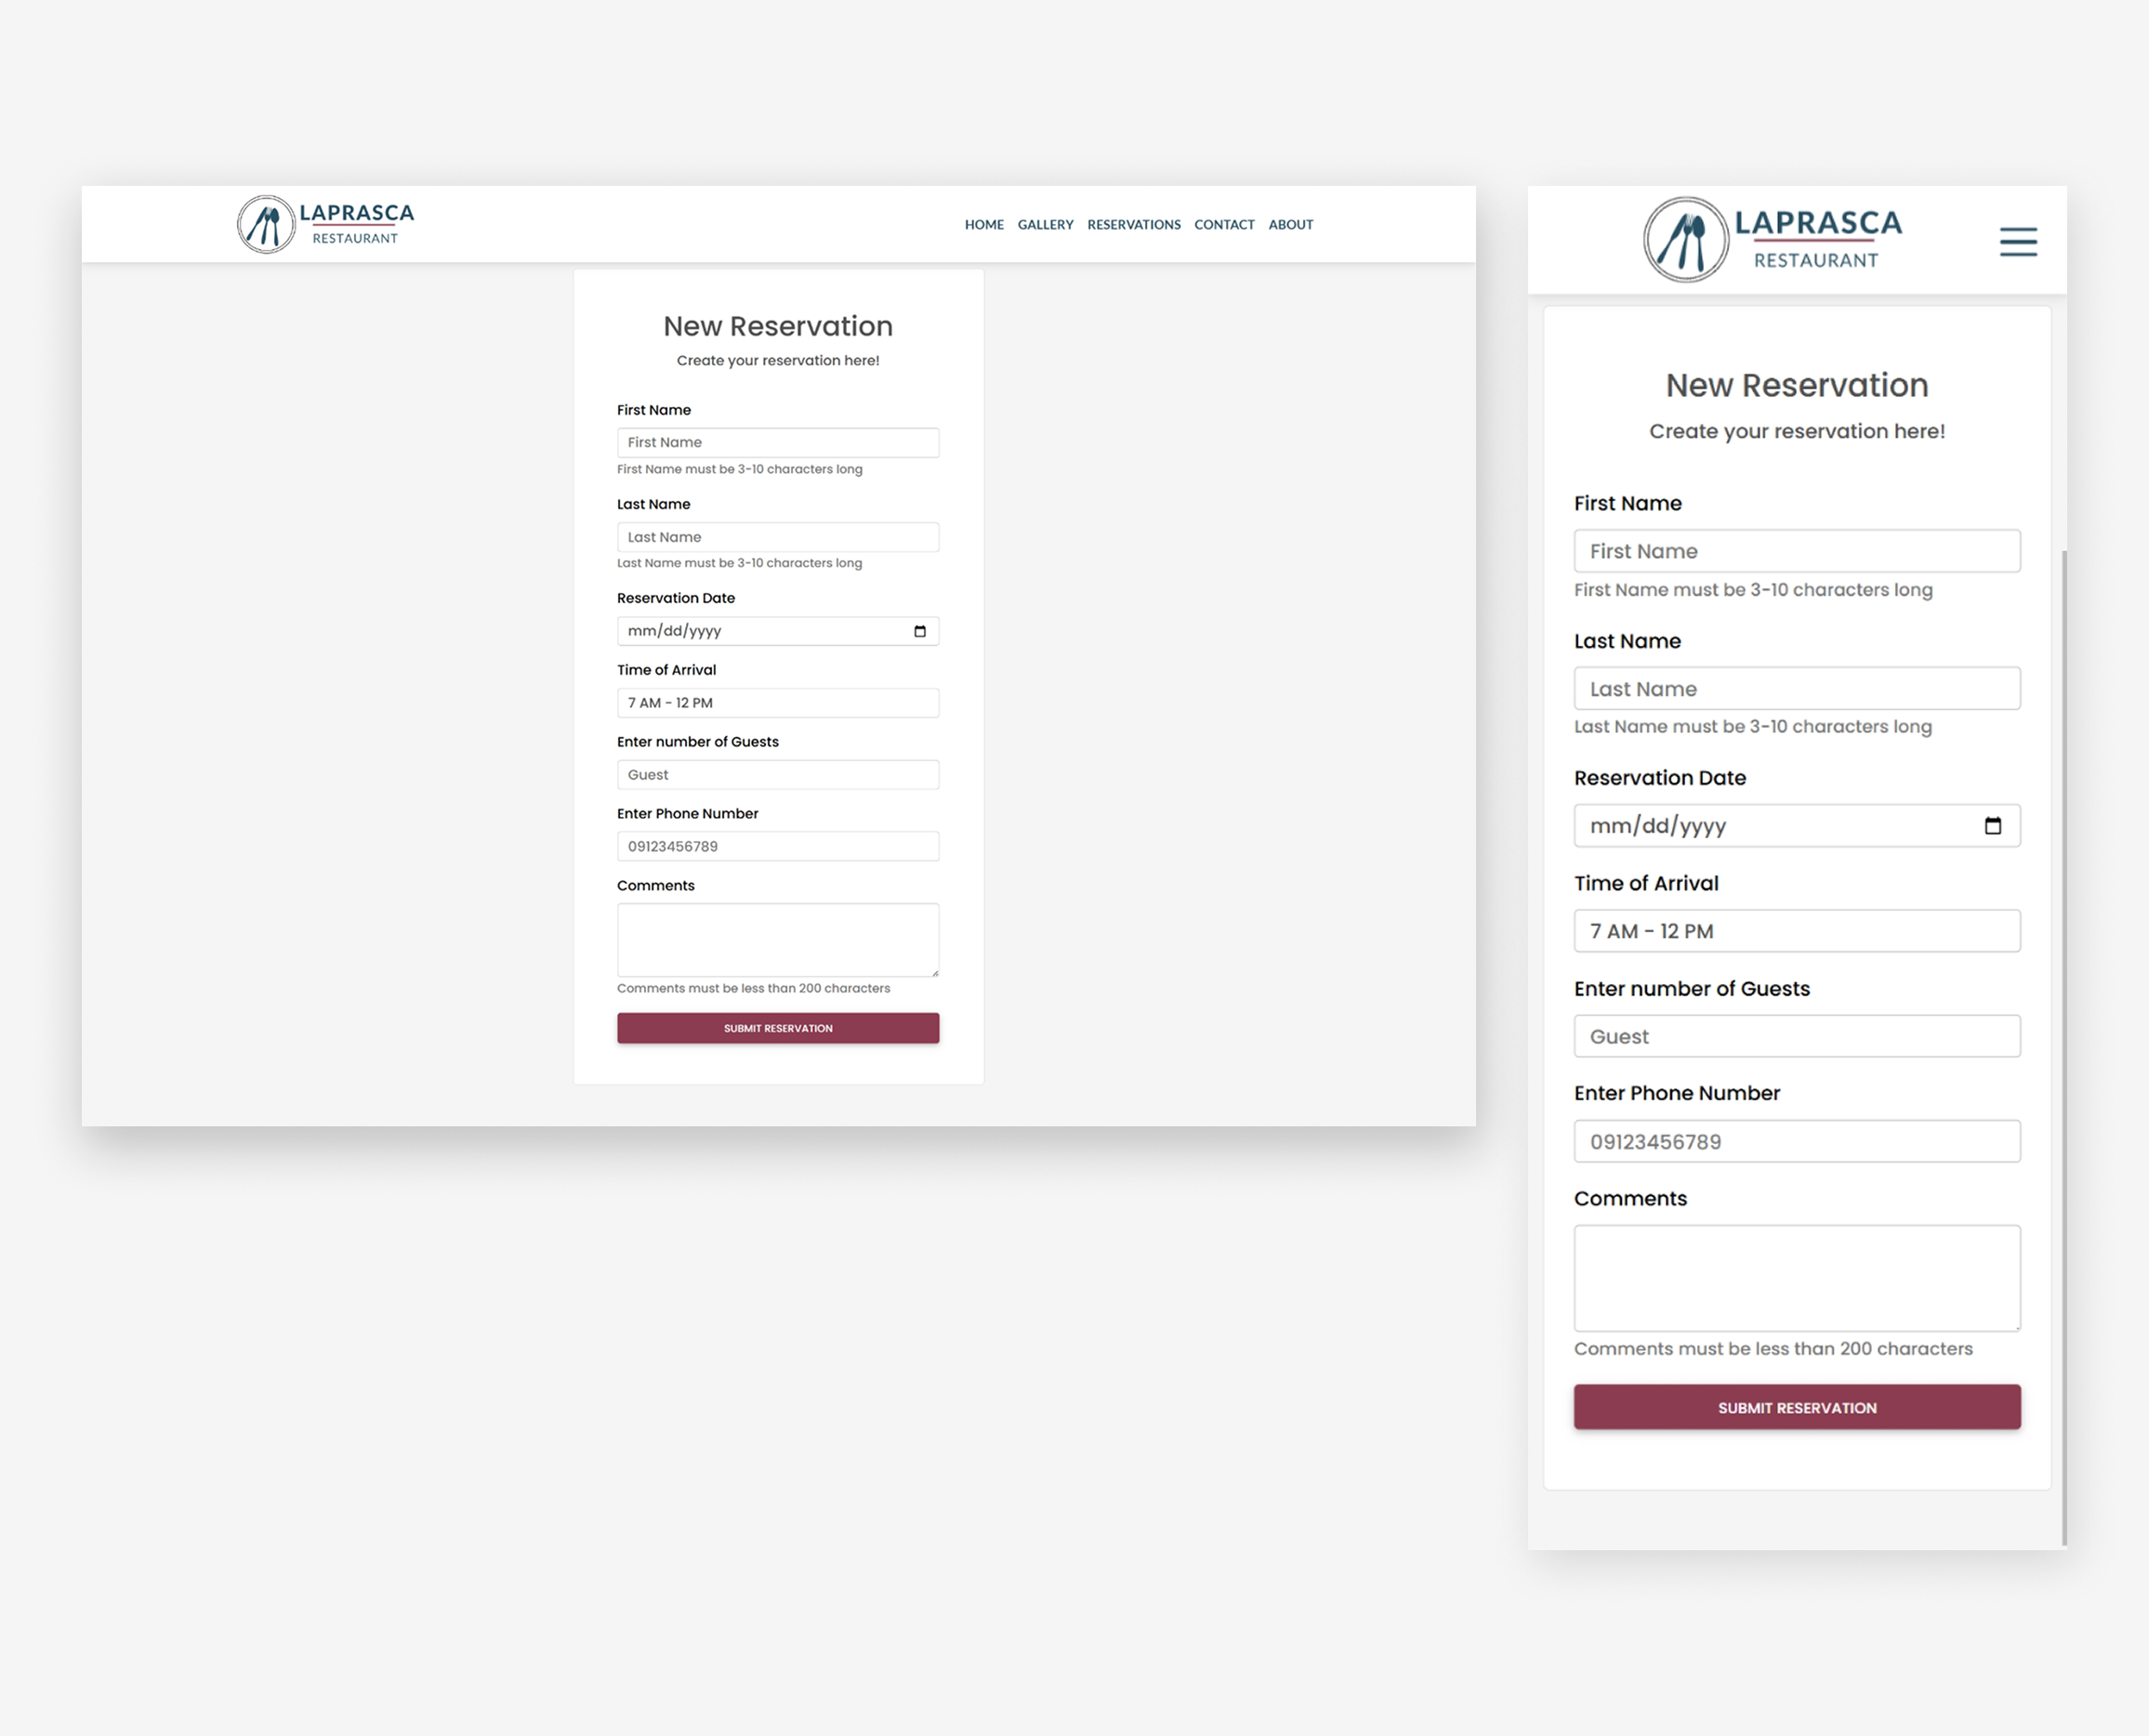 LAPRASCA
RESTAURANT
HOME GALLERY RESERVATIONS CONTACT ABOUT
New Reservation
Create your reservation here!
First Name
First Name
First Name must be 3-10 characters long
Last Name
Last Name
Last Name must be 3-10 characters long
Reservation Date
mm/dd/yyyy
Time of Arrival
7 AM - 12 PM
Enter number of Guests
Guest
Enter Phone Number
09123456789
Comments
Comments must be less than 200 characters
SUBMIT RESERVATION
LAPRASCA
RESTAURANT
New Reservation
Create your reservation here!
First Name
First Name
First Name must be 3-10 characters long
Last Name
Last Name
Last Name must be 3-10 characters long
Reservation Date
mm/dd/yyyy
Time of Arrival
7 AM - 12 PM
Enter number of Guests
Guest
Enter Phone Number
09123456789
Comments
Comments must be less than 200 characters
SUBMIT RESERVATION